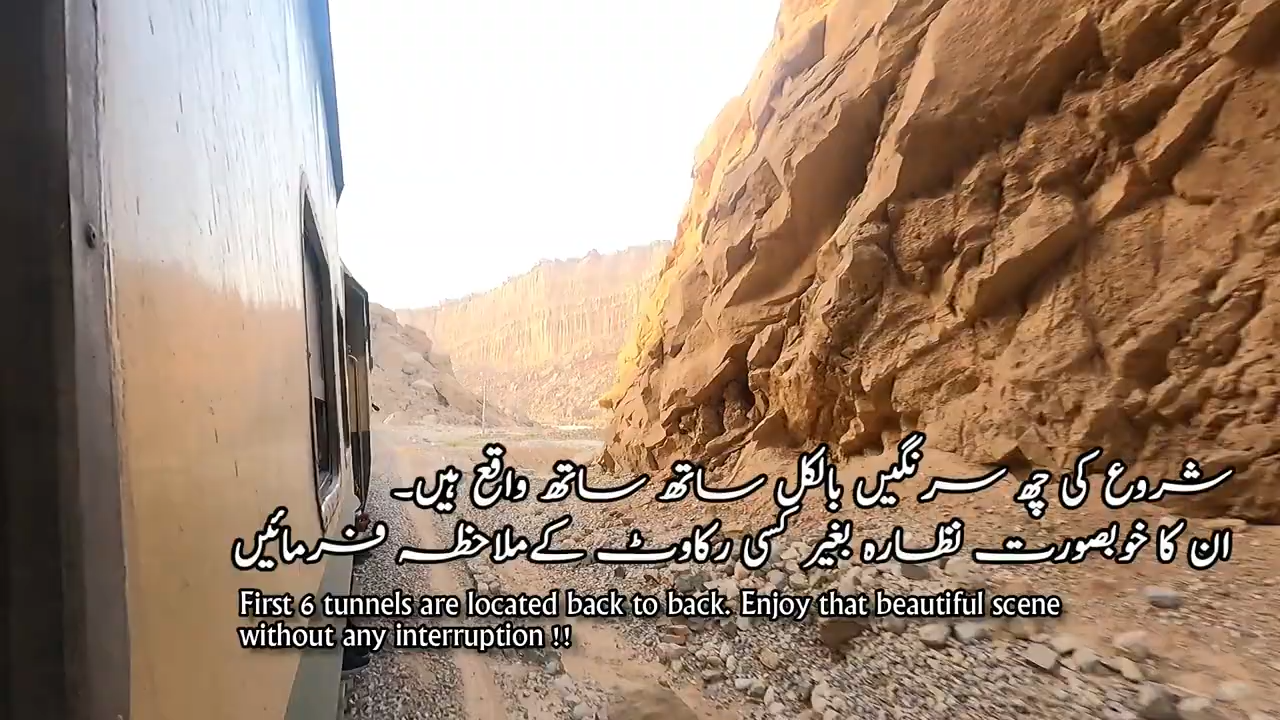 شروع کی چھ سرنگیں بالکل ساتھ ساتھ واقع ہیں۔
ان کا خوبصورت نظارہ بغیر کسی رکاوٹ کے ملاحظہ فرمائیں
First 6 tunnels are located back to back. Enjoy that beautiful scene
without any interruption !!